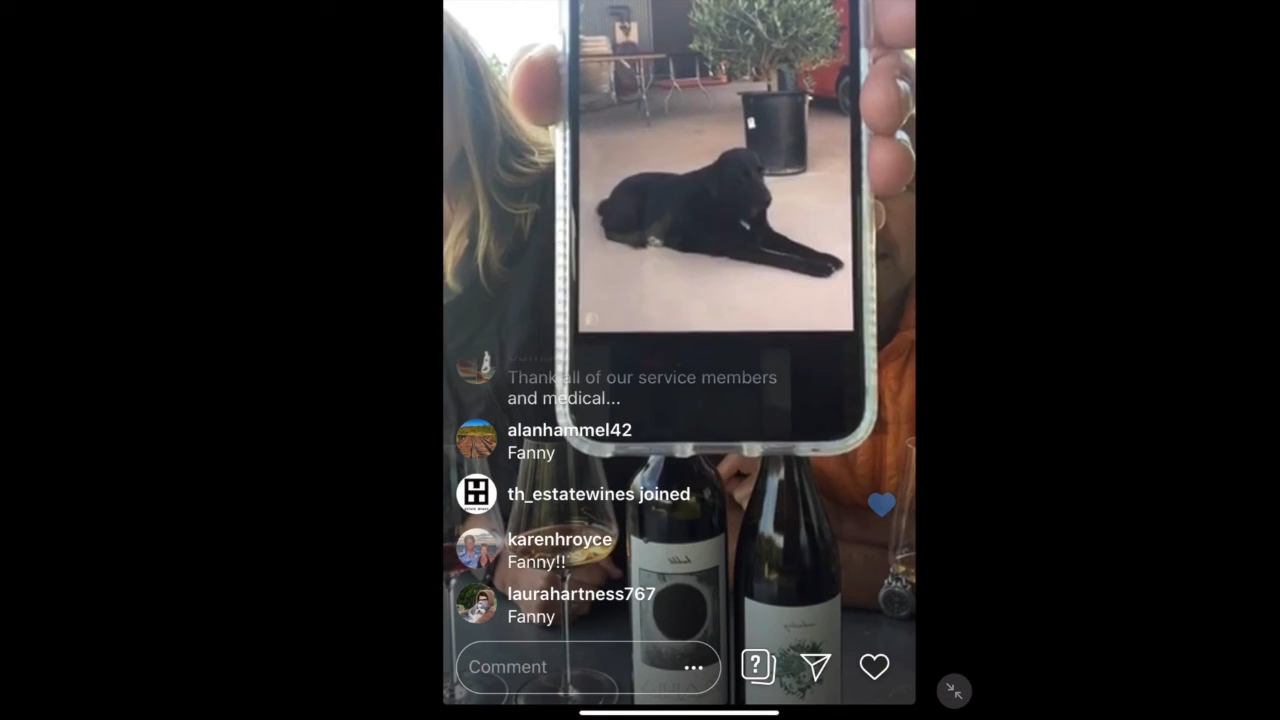 Thank all of our service members
and medical...
alanhammel42
Fanny
th_estatewines joined
karenhroyce
Fanny!!
laurahartness767
Fanny
Comment